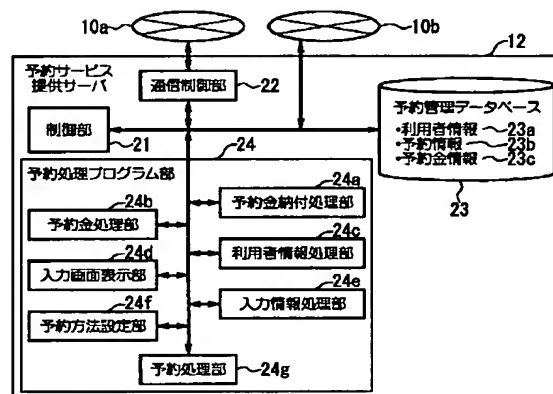 10a
10b
12
予約サービス
提供サーバ
通信制御部
22
制御部
21
予約管理データベース
・利用者情報 23a
・予約情報 23b
・予約金情報 23c
23
24
予約処理プログラム部
24a
予約金納付処理部
24b
予約金処理部
24c
利用者情報処理部
24d
入力画面表示部
24e
入力情報処理部
24f
予約方法設定部
予約処理部
24g